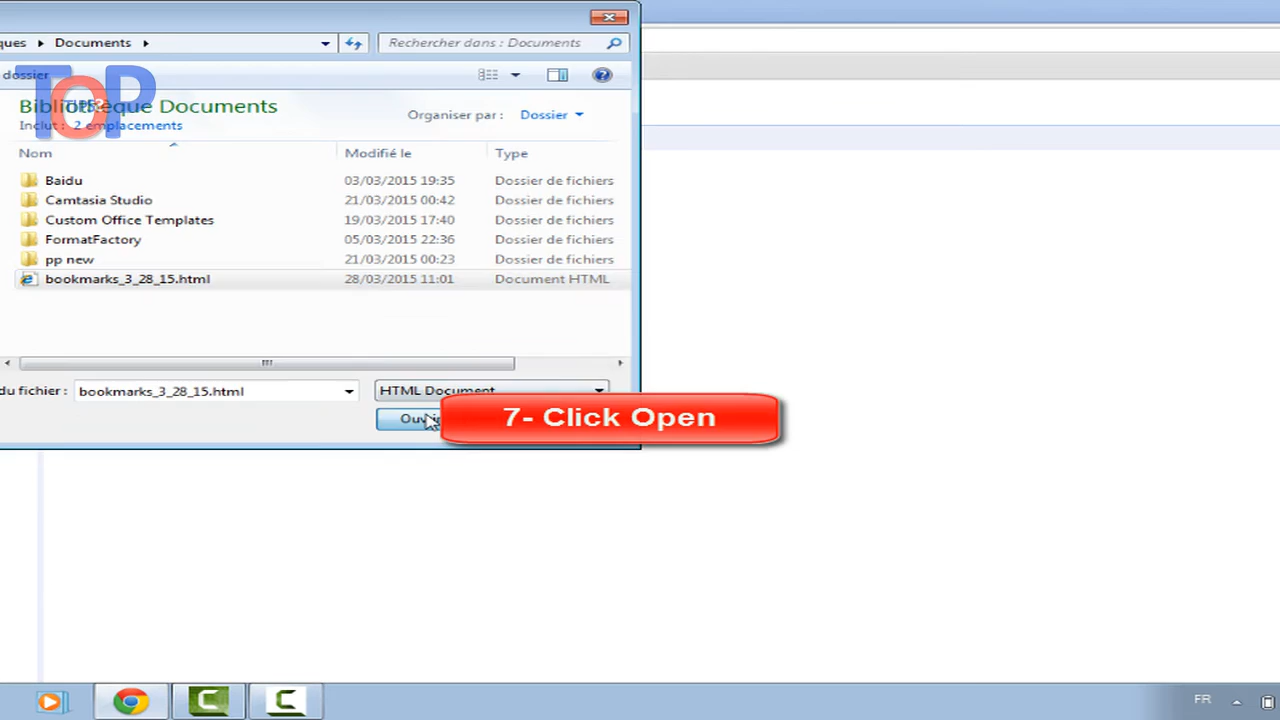 ques ▸ Documents ▸
Rechercher dans : Documents
dossier
TOP
TIPS
Bibliothèque Documents
Inclut : 2 emplacements
Organiser par : Dossier
Nom Modifié le Type
Baidu 03/03/2015 19:35 Dossier de fichiers
Camtasia Studio 21/03/2015 00:42 Dossier de fichiers
Custom Office Templates 19/03/2015 17:40 Dossier de fichiers
FormatFactory 05/03/2015 22:36 Dossier de fichiers
pp new 21/03/2015 00:23 Dossier de fichiers
bookmarks_3_28_15.html 28/03/2015 11:01 Document HTML
du fichier : bookmarks_3_28_15.html HTML Document
7- Click Open
FR